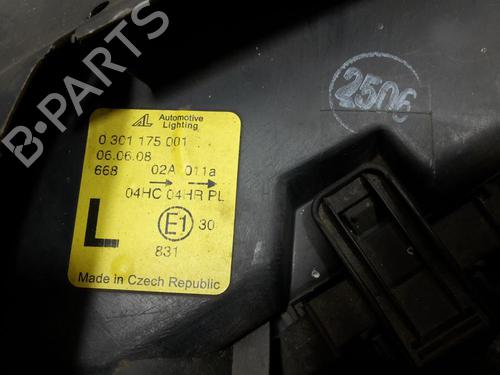 B-PARTS
AL Automotive
Lighting
0 301 175 001
06.06.08
668 02A 011a
04HC 04HR PL
L E1 30
831
Made in Czech Republic
2506